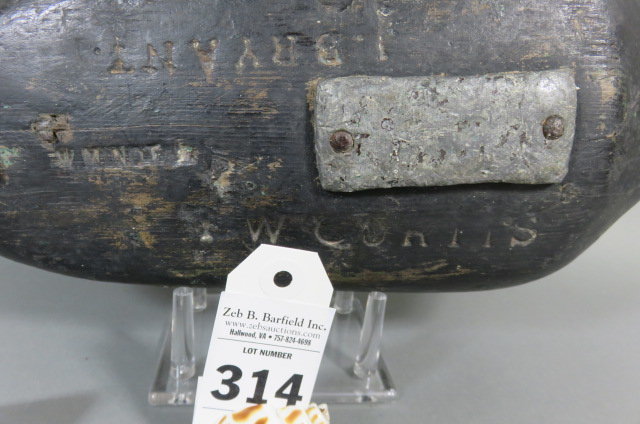 T. BRYANT
W CURTIS
Zeb B. Barfield Inc.
www.zebsauctions.com
Hallwood, VA • 757-824-4698
LOT NUMBER
314